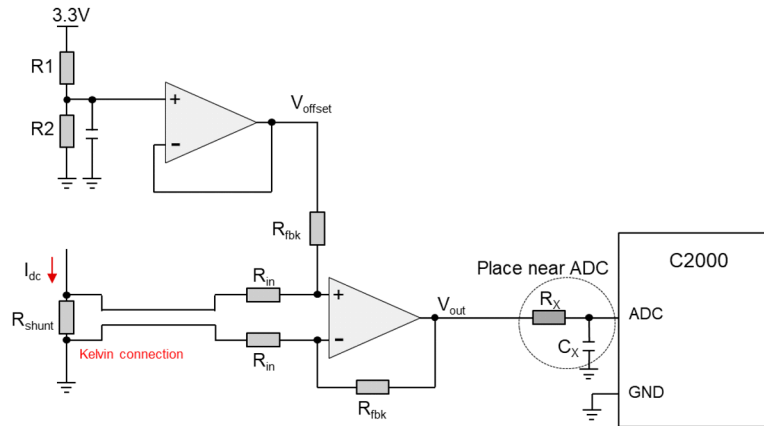 3.3V
R1
R2
+
-
Voffset
Rfbk
Idc
Rin
Rshunt
Kelvin connection
Rin
+
-
Vout
Rfbk
Place near ADC
RX
CX
C2000
ADC
GND